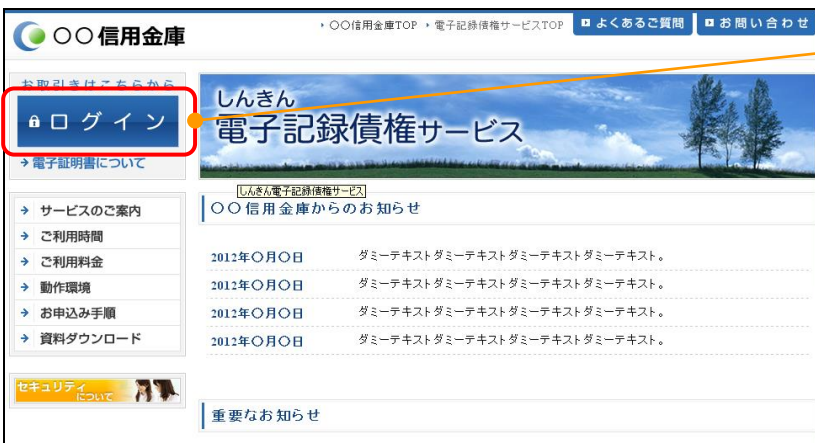 〇〇信用金庫
〇〇信用金庫TOP
電子記録債権サービスTOP
よくあるご質問
お問い合わせ
お取引きはこちらから
ログイン
電子証明書について
しんきん
電子記録債権サービス
しんきん電子記録債権サービス
サービスのご案内
ご利用時間
ご利用料金
動作環境
お申込み手順
資料ダウンロード
セキュリティ
について
〇〇信用金庫からのお知らせ
2012年〇月〇日 ダミーテキストダミーテキストダミーテキストダミーテキスト。
2012年〇月〇日 ダミーテキストダミーテキストダミーテキストダミーテキスト。
2012年〇月〇日 ダミーテキストダミーテキストダミーテキストダミーテキスト。
2012年〇月〇日 ダミーテキストダミーテキストダミーテキストダミーテキスト。
重要なお知らせ